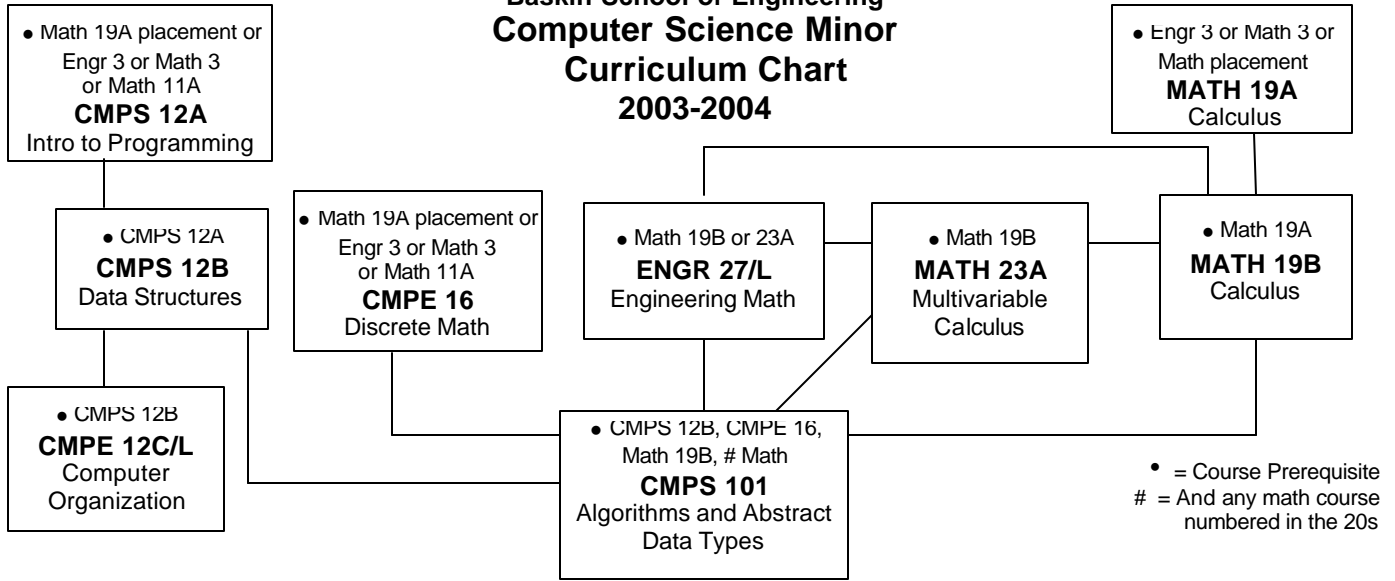 Baskin School of Engineering
Computer Science Minor
Curriculum Chart
2003-2004
• Math 19A placement or
Engr 3 or Math 3
or Math 11A
CMPS 12A
Intro to Programming
• Engr 3 or Math 3 or
Math placement
MATH 19A
Calculus
• CMPS 12A
CMPS 12B
Data Structures
• Math 19A placement or
Engr 3 or Math 3
or Math 11A
CMPE 16
Discrete Math
• Math 19B or 23A
ENGR 27/L
Engineering Math
• Math 19B
MATH 23A
Multivariable
Calculus
• Math 19A
MATH 19B
Calculus
• CMPS 12B
CMPE 12C/L
Computer
Organization
• CMPS 12B, CMPE 16,
Math 19B, # Math
CMPS 101
Algorithms and Abstract
Data Types
• = Course Prerequisite
# = And any math course
numbered in the 20s